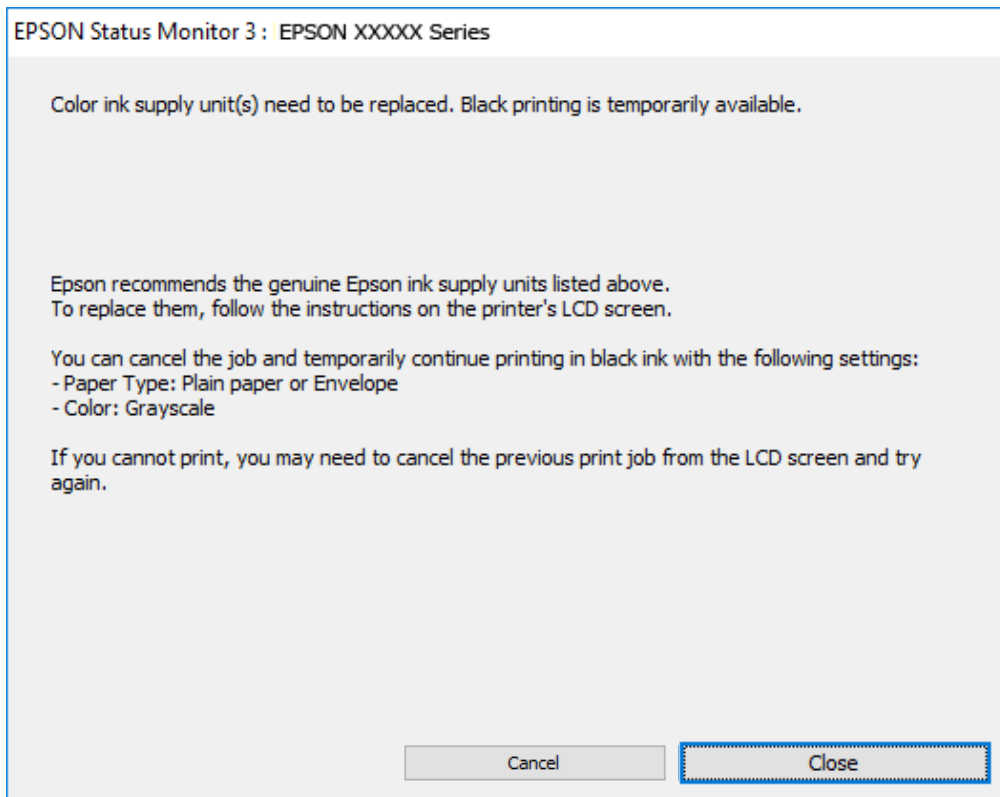 EPSON Status Monitor 3 : EPSON XXXXX Series
Color ink supply unit(s) need to be replaced. Black printing is temporarily available.
Epson recommends the genuine Epson ink supply units listed above.
To replace them, follow the instructions on the printer's LCD screen.
You can cancel the job and temporarily continue printing in black ink with the following settings:
- Paper Type: Plain paper or Envelope
- Color: Grayscale
If you cannot print, you may need to cancel the previous print job from the LCD screen and try
again.
Cancel Close